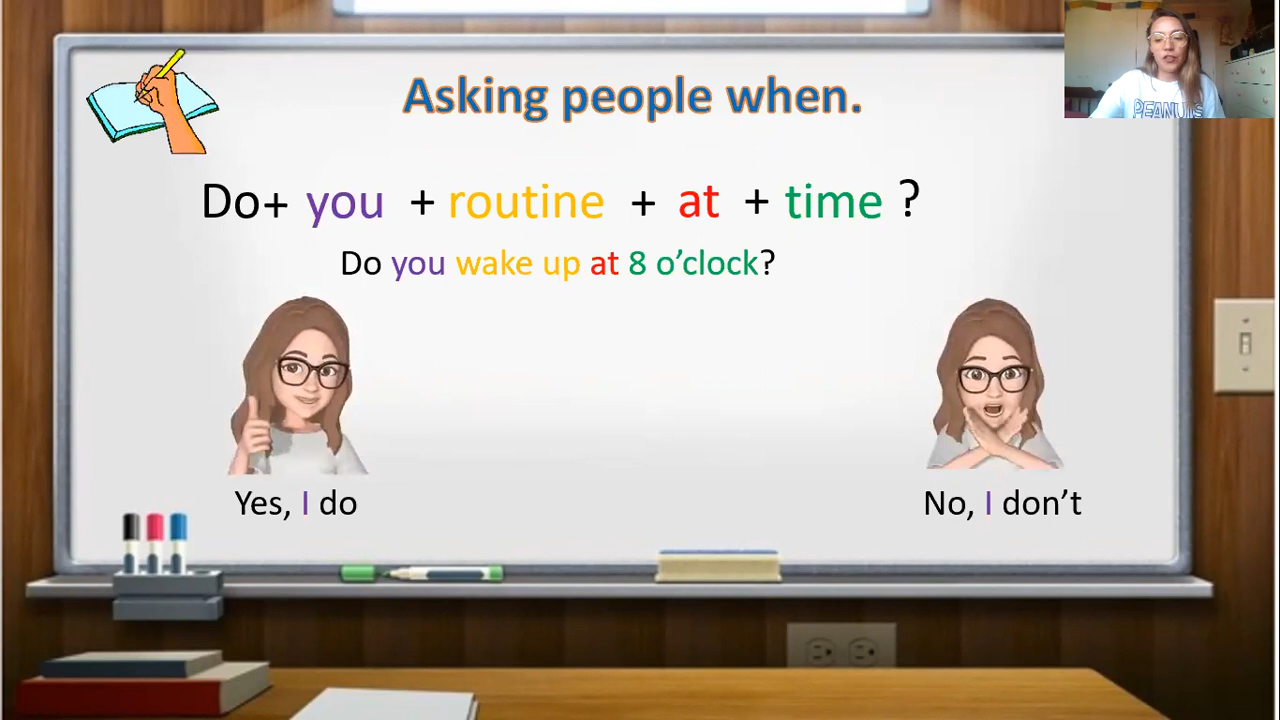 Asking people when.
PEANUTS
Do+ you + routine + at + time ?
Do you wake up at 8 o'clock?
Yes, I do
No, I don't